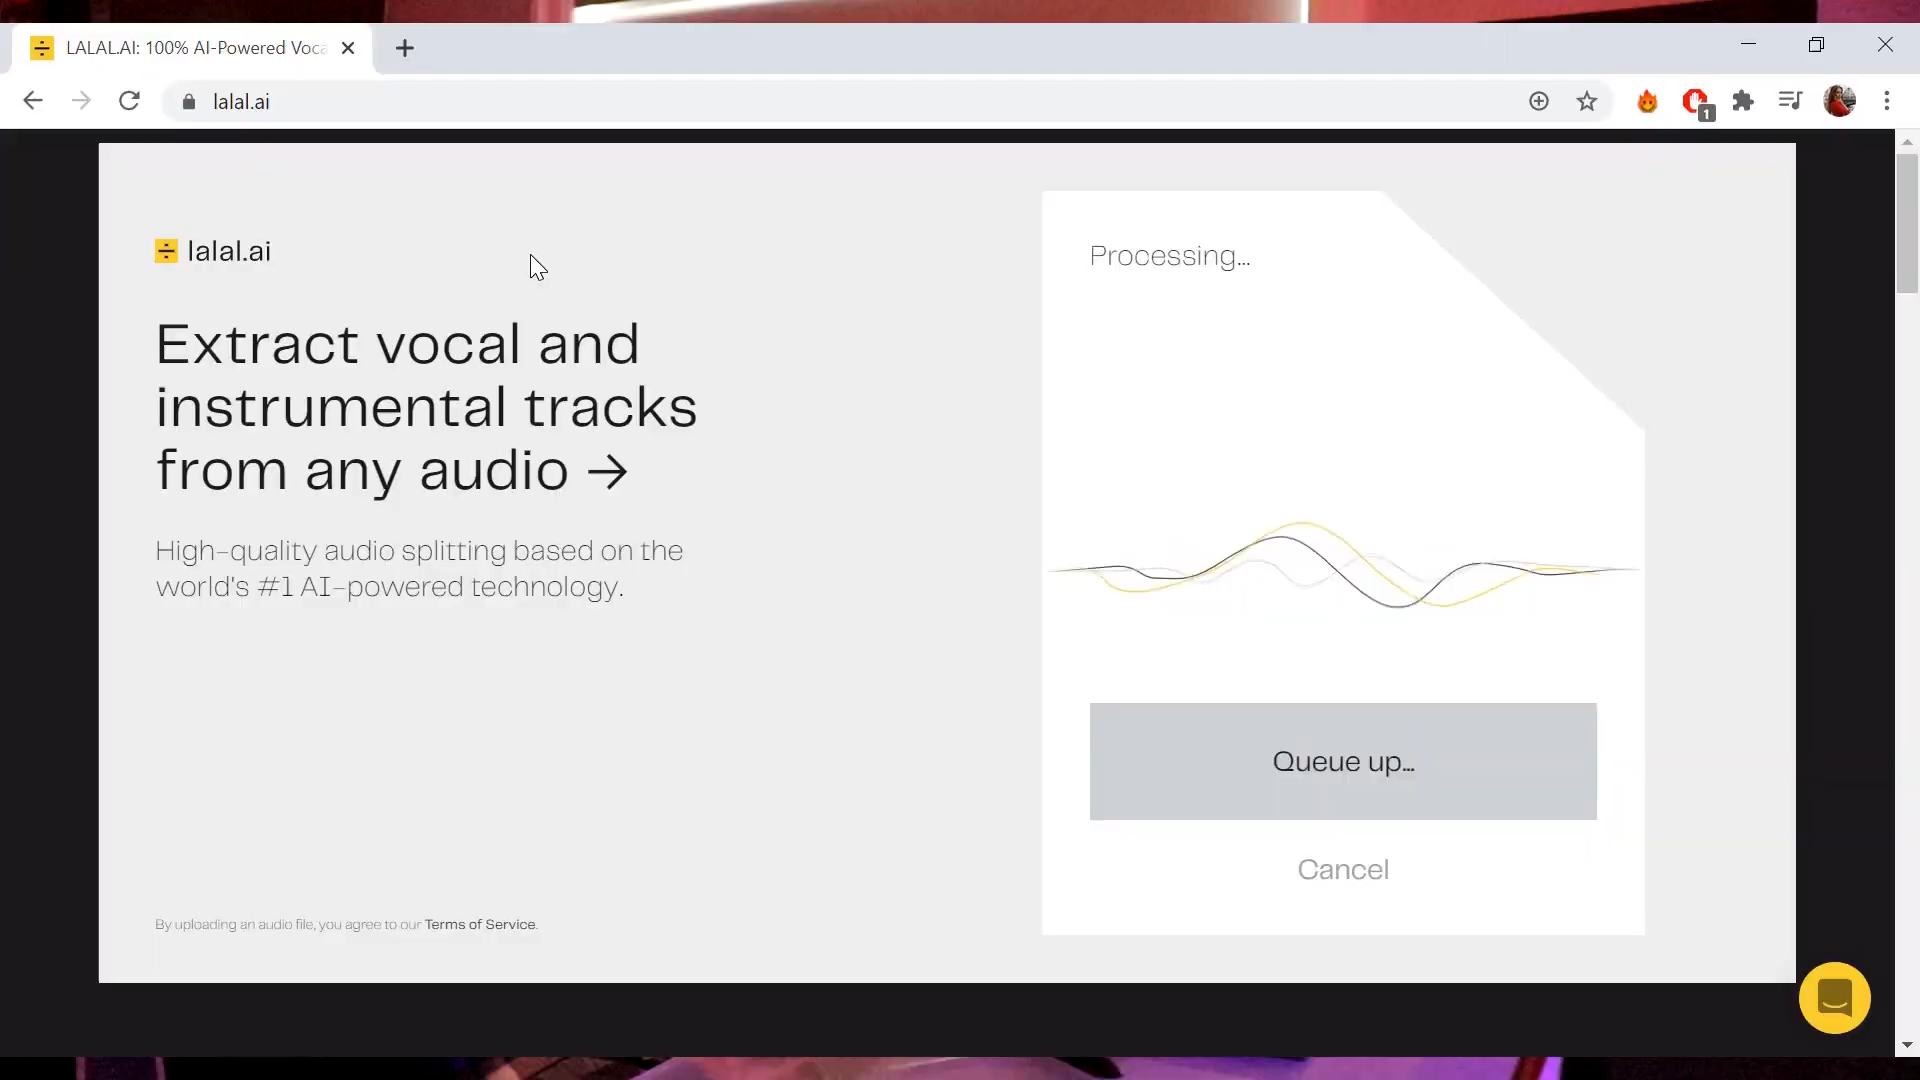 LALAL.AI: 100% AI-Powered Voca
lalal.ai
1
lalal.ai
Extract vocal and
instrumental tracks
from any audio →
High-quality audio splitting based on the
world's #1 AI-powered technology.
By uploading an audio file, you agree to our Terms of Service.
Processing...
Queue up...
Cancel